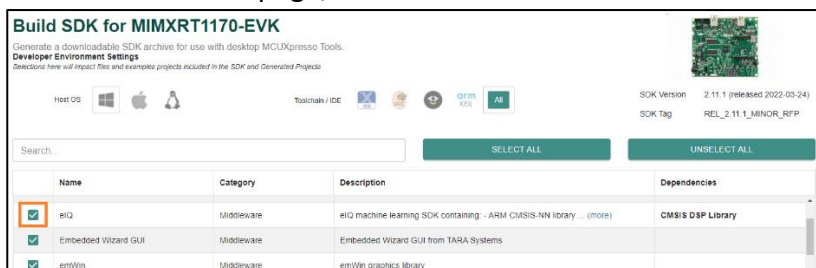 Build SDK for MIMXRT1170-EVK
Generate a downloadable SDK archive for use with desktop MCUXpresso Tools.
Developer Environment Settings
Selections here will impact files and examples projects included in the SDK and Generated Projects
Host OS Toolchain / IDE arm KEIL All
SDK Version 2.11.1 (released 2022-03-24)
SDK Tag REL_2.11.1_MINOR_RFP
Search... SELECT ALL UNSELECT ALL
Name Category Description Dependencies
eIQ Middleware eIQ machine learning SDK containing: - ARM CMSIS-NN library ... (more) CMSIS DSP Library
Embedded Wizard GUI Middleware Embedded Wizard GUI from TARA Systems
emWin Middleware emWin graphics library